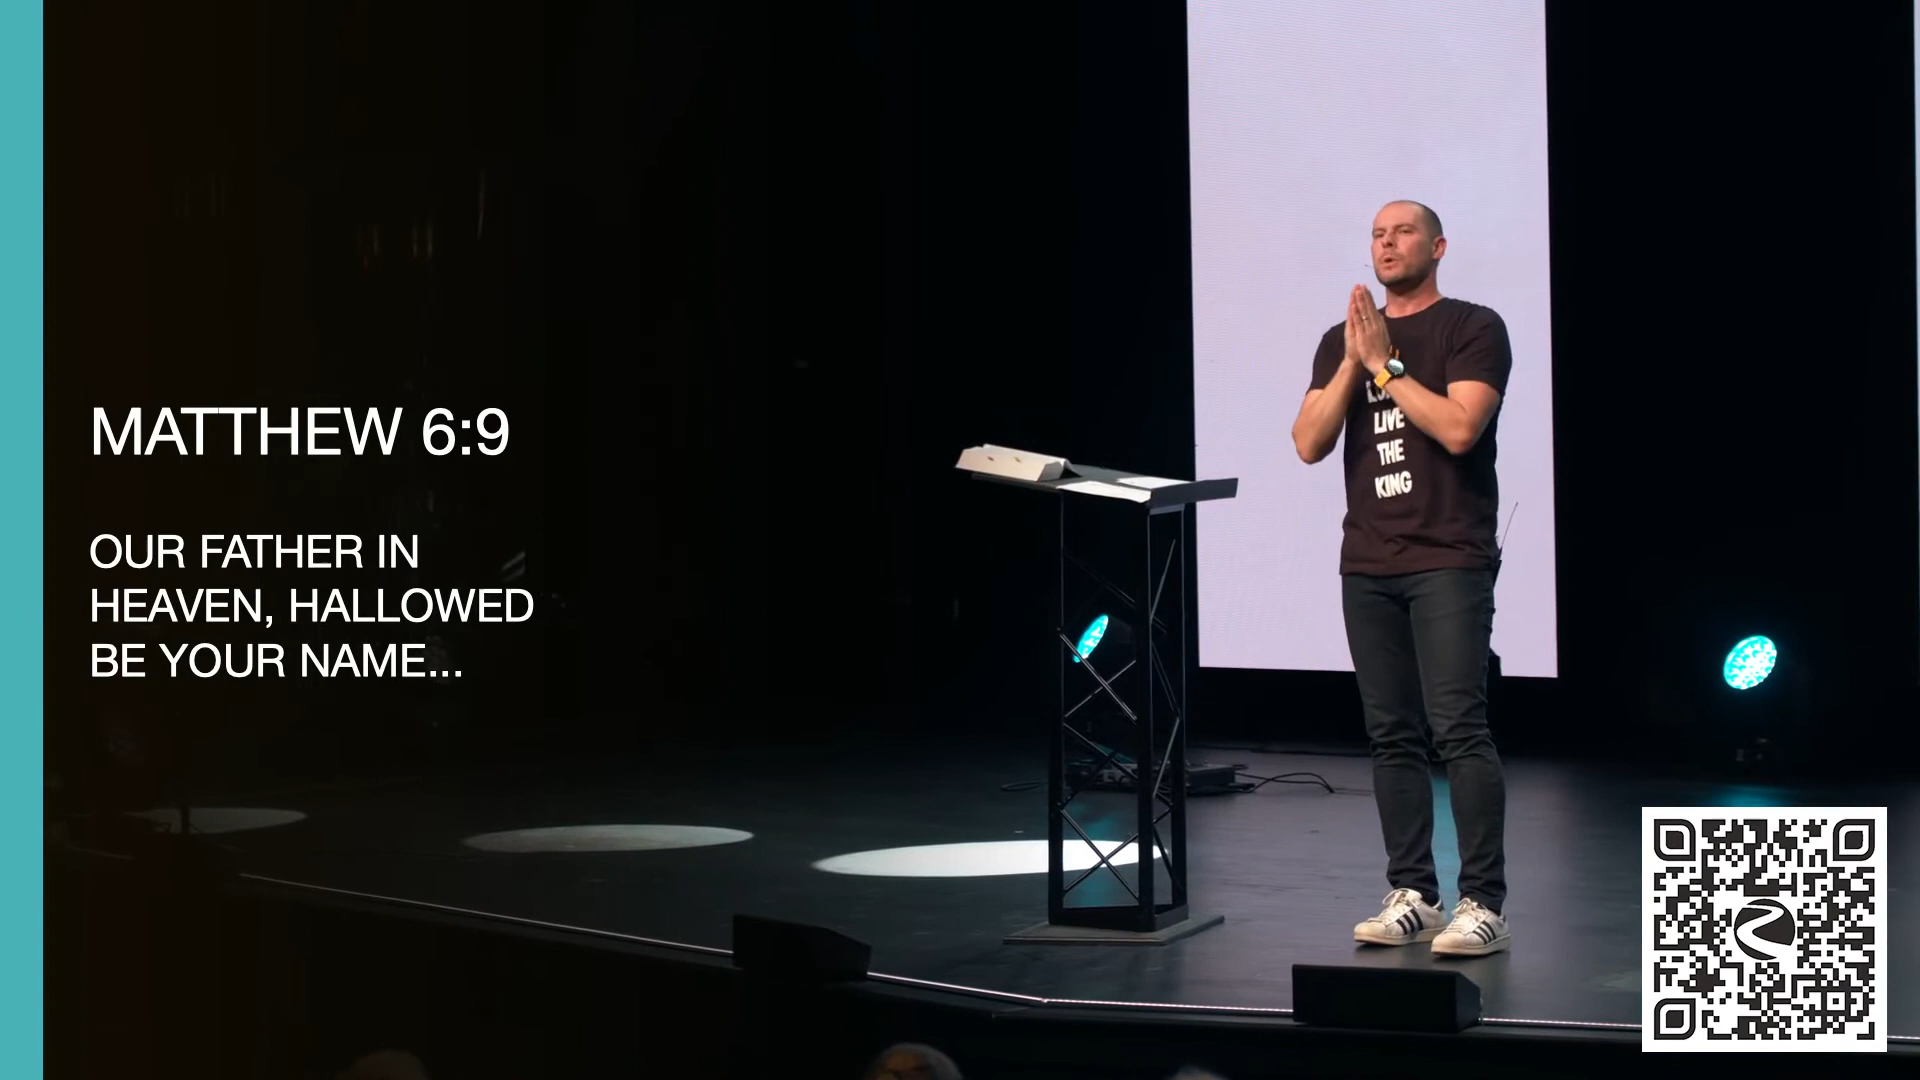 MATTHEW 6:9
OUR FATHER IN
HEAVEN, HALLOWED
BE YOUR NAME...
LIVE
THE
KING